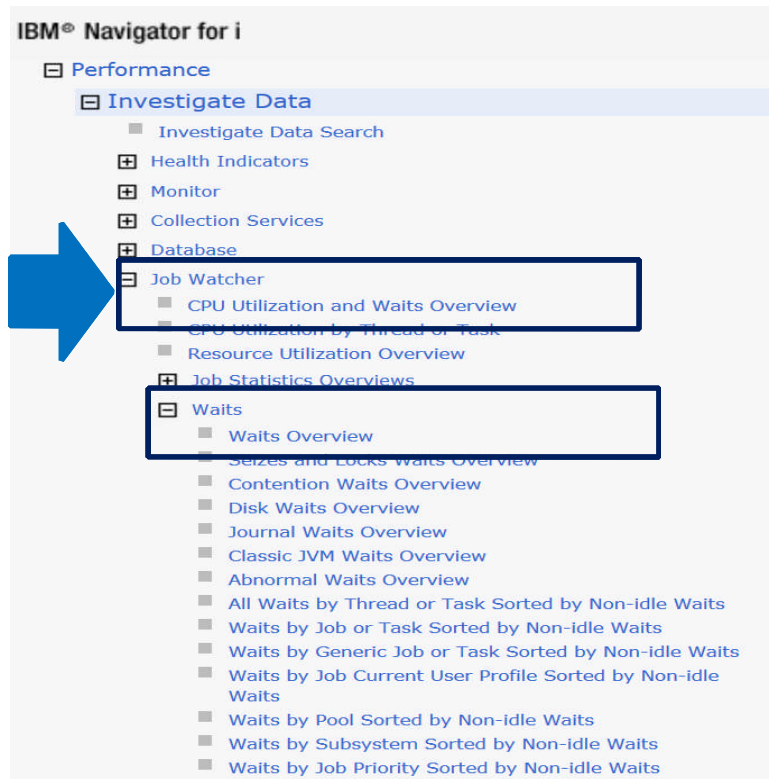 IBM® Navigator for i
Performance
Investigate Data
Investigate Data Search
Health Indicators
Monitor
Collection Services
Database
Job Watcher
CPU Utilization and Waits Overview
CPU Utilization by Thread or Task
Resource Utilization Overview
Job Statistics Overviews
Waits
Waits Overview
Seizes and Locks Waits Overview
Contention Waits Overview
Disk Waits Overview
Journal Waits Overview
Classic JVM Waits Overview
Abnormal Waits Overview
All Waits by Thread or Task Sorted by Non-idle Waits
Waits by Job or Task Sorted by Non-idle Waits
Waits by Generic Job or Task Sorted by Non-idle Waits
Waits by Job Current User Profile Sorted by Non-idle
Waits
Waits by Pool Sorted by Non-idle Waits
Waits by Subsystem Sorted by Non-idle Waits
Waits by Job Priority Sorted by Non-idle Waits